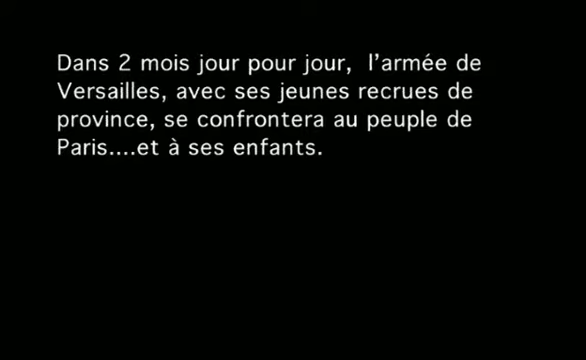 Dans 2 mois jour pour jour,  l'armée de
Versailles, avec ses jeunes recrues de
province, se confrontera au peuple de
Paris....et à ses enfants.